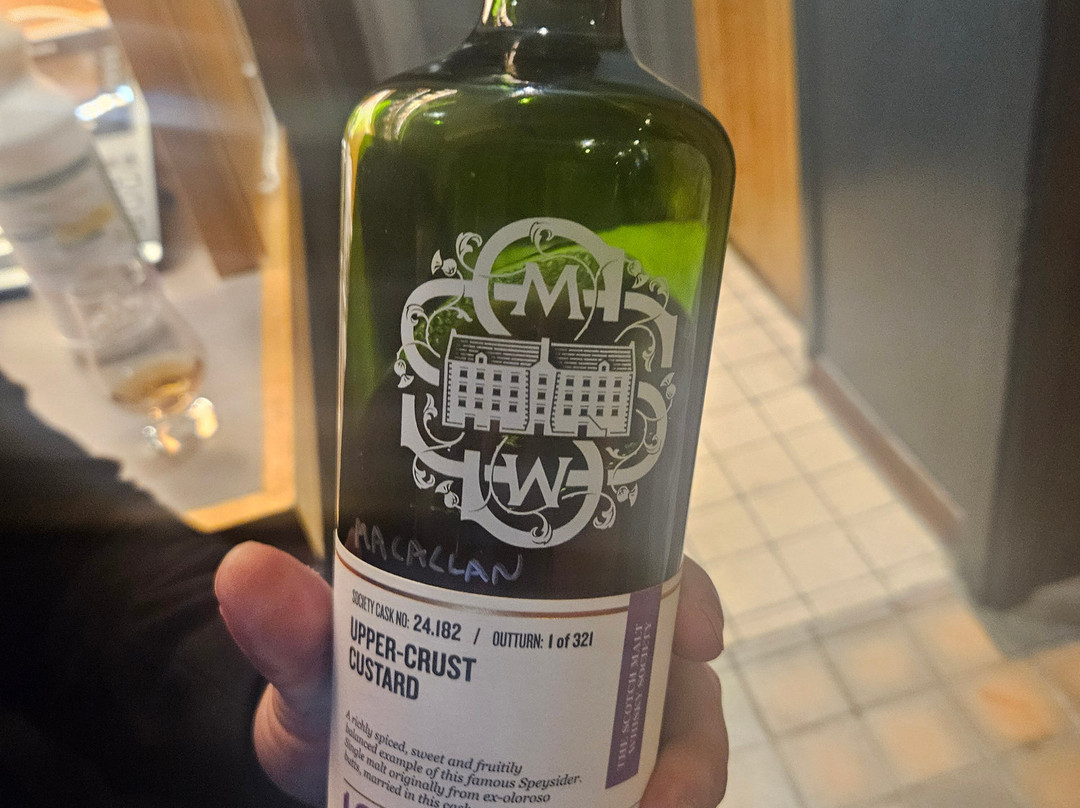 M
W
MACALLAN
SOCIETY CASK NO: 24.182 / OUTTURN: 1 of 321
UPPER-CRUST
CUSTARD
A richly spiced, sweet and fruitily
balanced example of this famous Speysider.
Single malt originally from ex-oloroso
butts, married in this
THE SCOTCH MALT
WHISKY SOCIETY